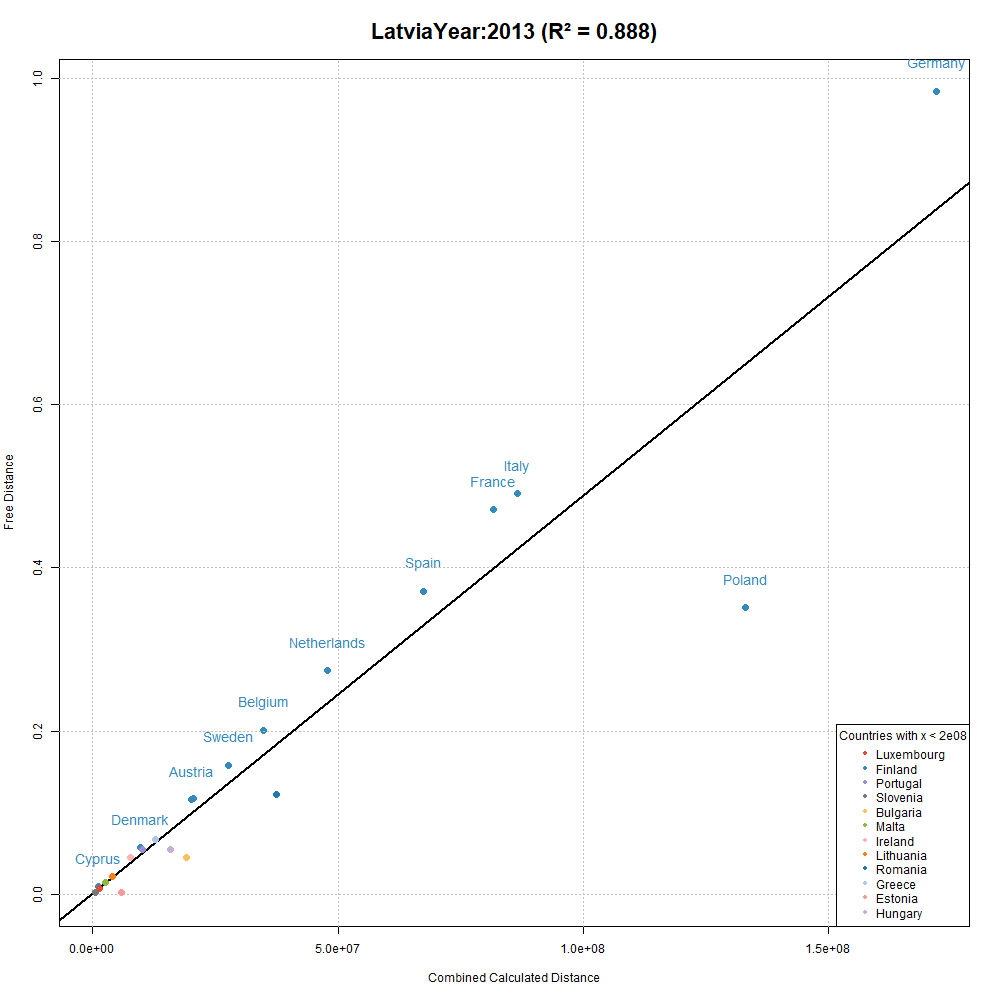 LatviaYear:2013 (R² = 0.888)
Germany
1.0
0.8
0.6
Italy
France
Free Distance
Spain
0.4
Poland
Netherlands
Belgium
0.2
Sweden
Countries with x < 2e08
Luxembourg
Finland
Portugal
Slovenia
Bulgaria
Malta
Ireland
Lithuania
Romania
Greece
Estonia
Hungary
Austria
Denmark
Cyprus
0.0
0.0e+00 5.0e+07 1.0e+08 1.5e+08
Combined Calculated Distance